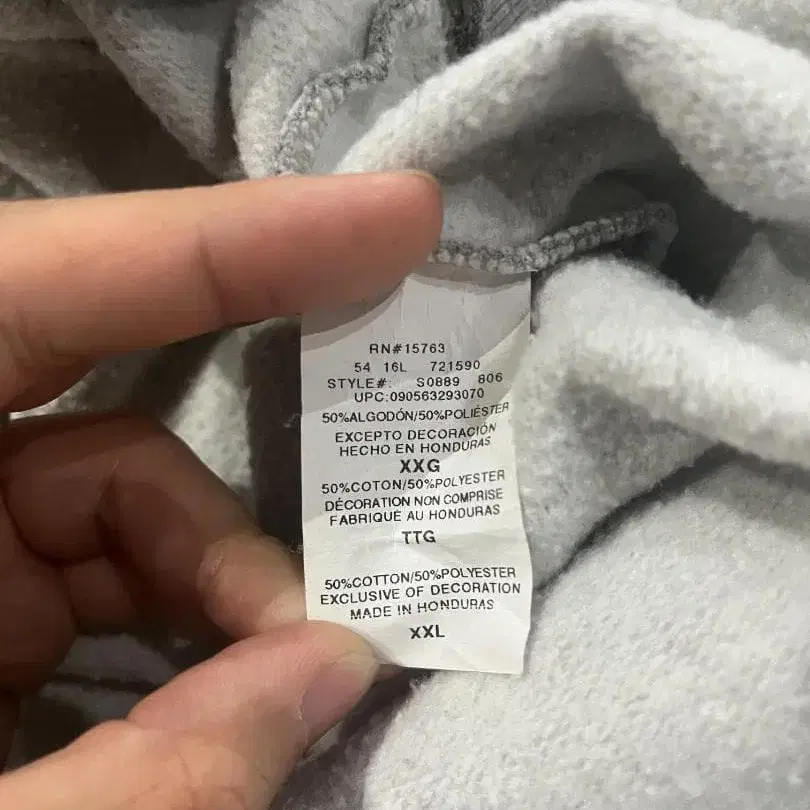 RN#15763
54 16L 721590
STYLE#: S0889 806
UPC:090563293070
50%ALGODÓN/50%POLIÉSTER
EXCEPTO DECORACIÓN
HECHO EN HONDURAS
XXG
50%COTON/50%POLYESTER
DÉCORATION NON COMPRISE
FABRIQUÉ AU HONDURAS
TTG
50%COTTON/50%POLYESTER
EXCLUSIVE OF DECORATION
MADE IN HONDURAS
XXL